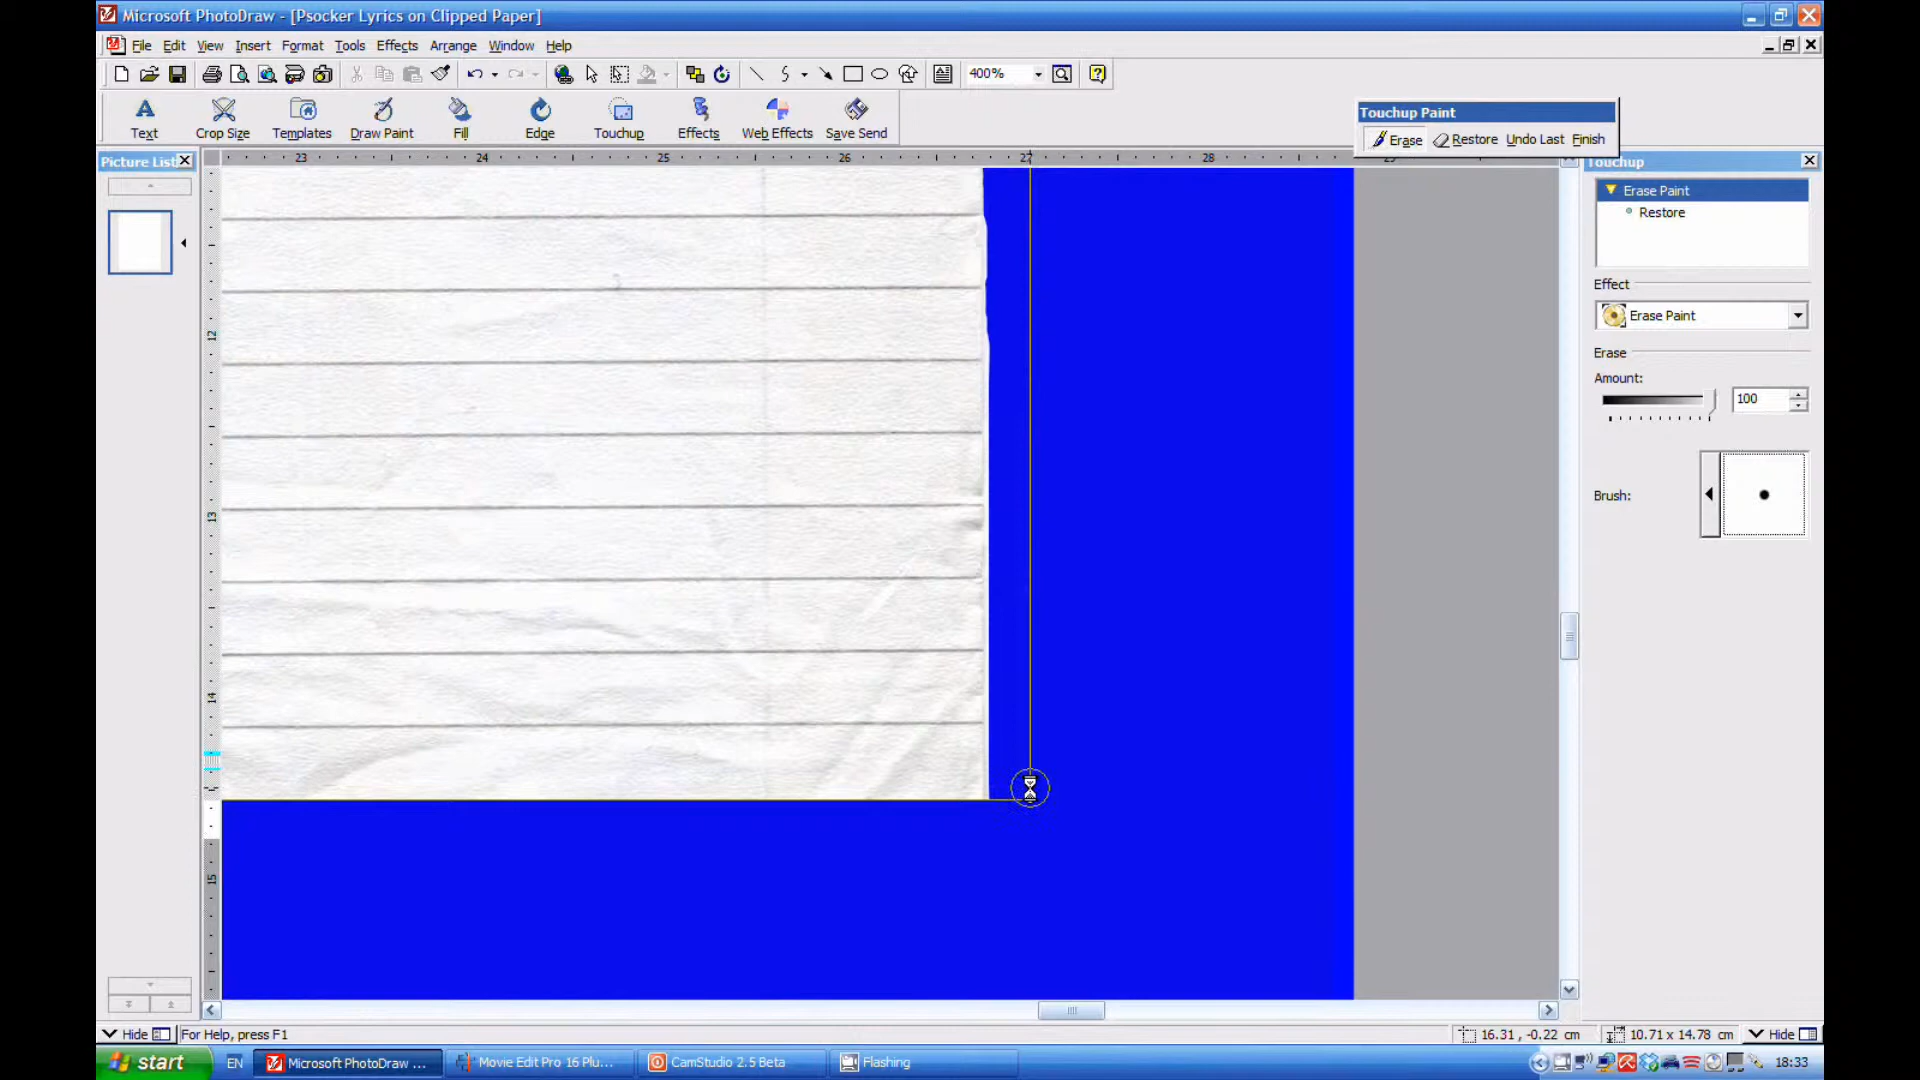 Microsoft PhotoDraw - [Psocker Lyrics on Clipped Paper]
File Edit View Insert Format Tools Effects Arrange Window Help
400%
Text Crop Size Templates Draw Paint Fill Edge Touchup Effects Web Effects Save Send
Touchup Paint
Erase Restore Undo Last Finish
Picture List
23 24 25 26 27 28
Touchup
Erase Paint
Restore
Effect
Erase Paint
Erase
Amount:
100
Brush:
12
13
14
15
Hide For Help, press F1 16.31 , -0.22 cm 10.71 x 14.78 cm Hide
start EN Microsoft PhotoDraw ... Movie Edit Pro 16 Plu... CamStudio 2.5 Beta Flashing 18:33